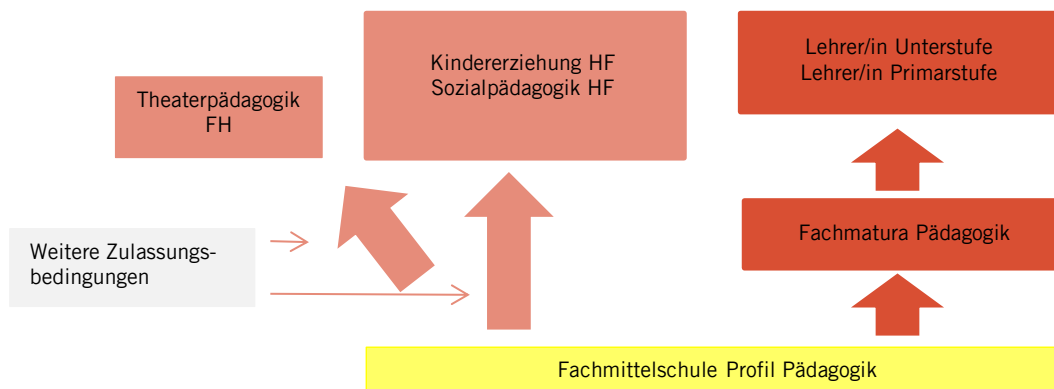 Theaterpädagogik
FH
Kindererziehung HF
Sozialpädagogik HF
Lehrer/in Unterstufe
Lehrer/in Primarstufe
Weitere Zulassungs-
bedingungen
Fachmatura Pädagogik
Fachmittelschule Profil Pädagogik